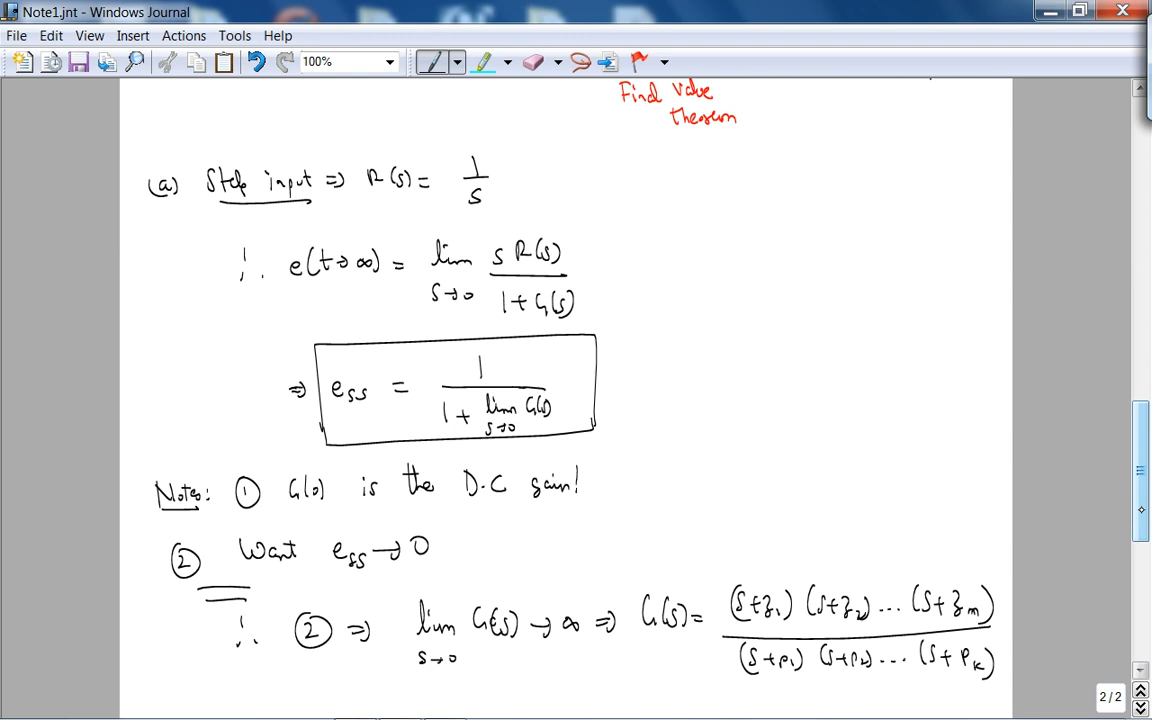 Note1.jnt - Windows Journal
File Edit View Insert Actions Tools Help
100%
Final Value
theorem
(a) Step input => R(s) = 1/s
∴ e(t→∞) = lim s→0 s R(s) / 1 + G(s)
=> ess = 1 / 1 + lim s→0 G(s)
Notes: ① G(0) is the D.C gain!
② Want ess → 0
∴ ② => lim s→0 G(s) → ∞ => G(s) = (s+z1) (s+z2) ... (s+zm) / (s+p1) (s+p2) ... (s+pk)
2 / 2